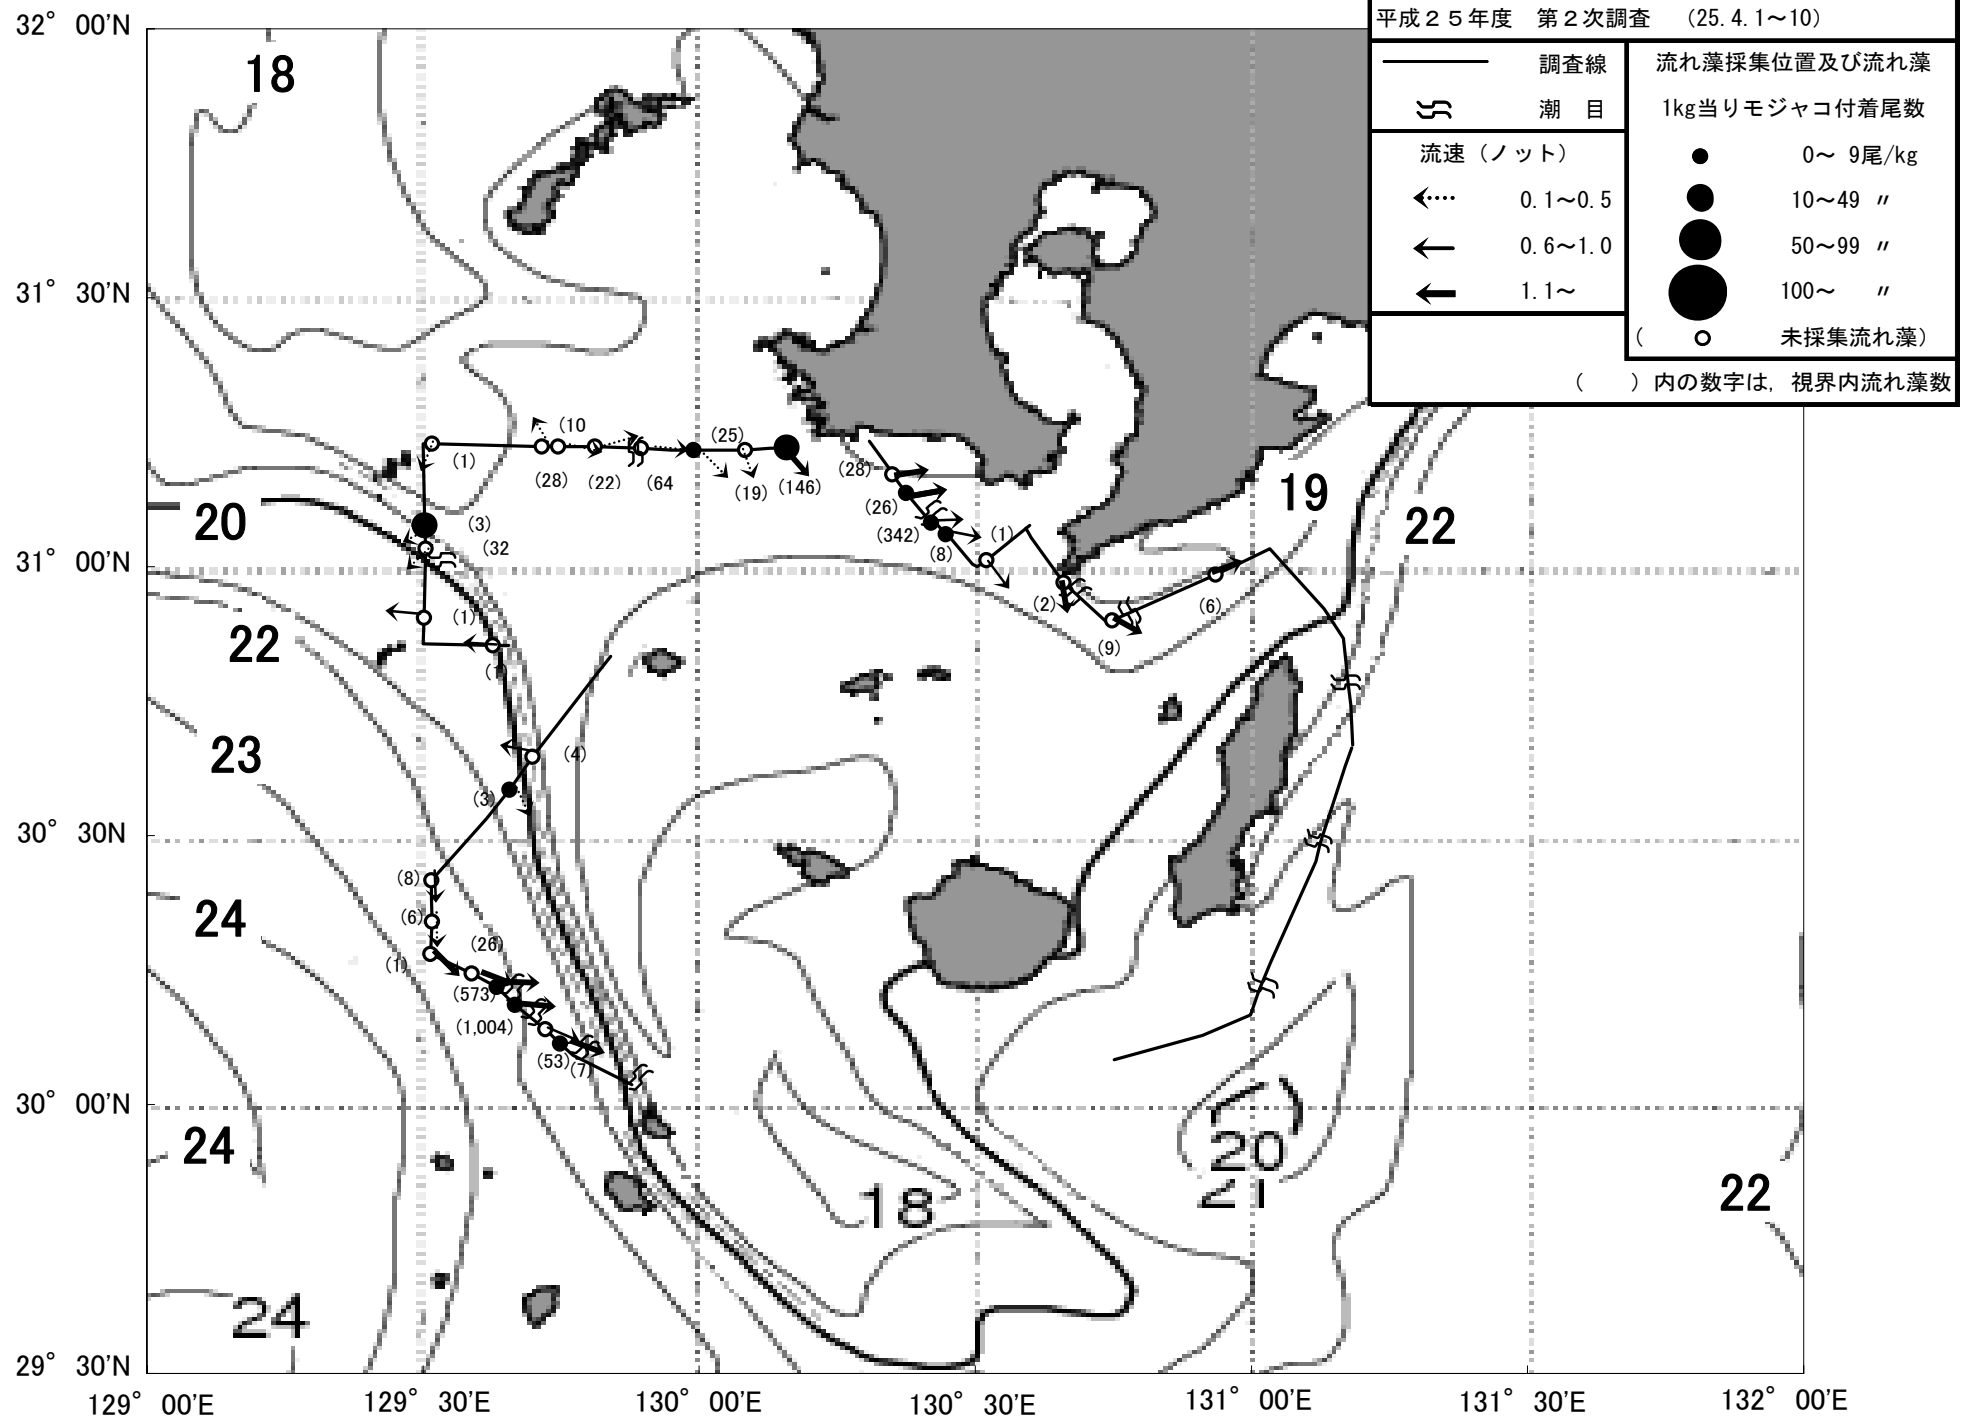 平成25年度 第2次調査 (25.4.1～10)
調査線
潮 目
流速(ノット)
0.1～0.5
0.6～1.0
1.1～
流れ藻採集位置及び流れ藻
1kg当りモジャコ付着尾数
0～ 9尾/kg
10～49 〃
50～99 〃
100～ 〃
( 未採集流れ藻)
( )内の数字は, 視界内流れ藻数
32° 00'N
18
31° 30'N
(10
(25)
(1)
(28)
(22)
(64
(19)
(146)
(28)
19
(26)
20
(3)
(342)
(1)
22
(32
(8)
31° 00'N
(2)
(6)
(1)
22
(9)
(1)
23
(4)
(3)
30° 30'N
(8)
24
(6)
(26)
(1)
(573)
(1,004)
(53)
(7)
30° 00'N
24
20
21
18
22
24
29° 30'N
129° 00'E
129° 30'E
130° 00'E
130° 30'E
131° 00'E
131° 30'E
132° 00'E